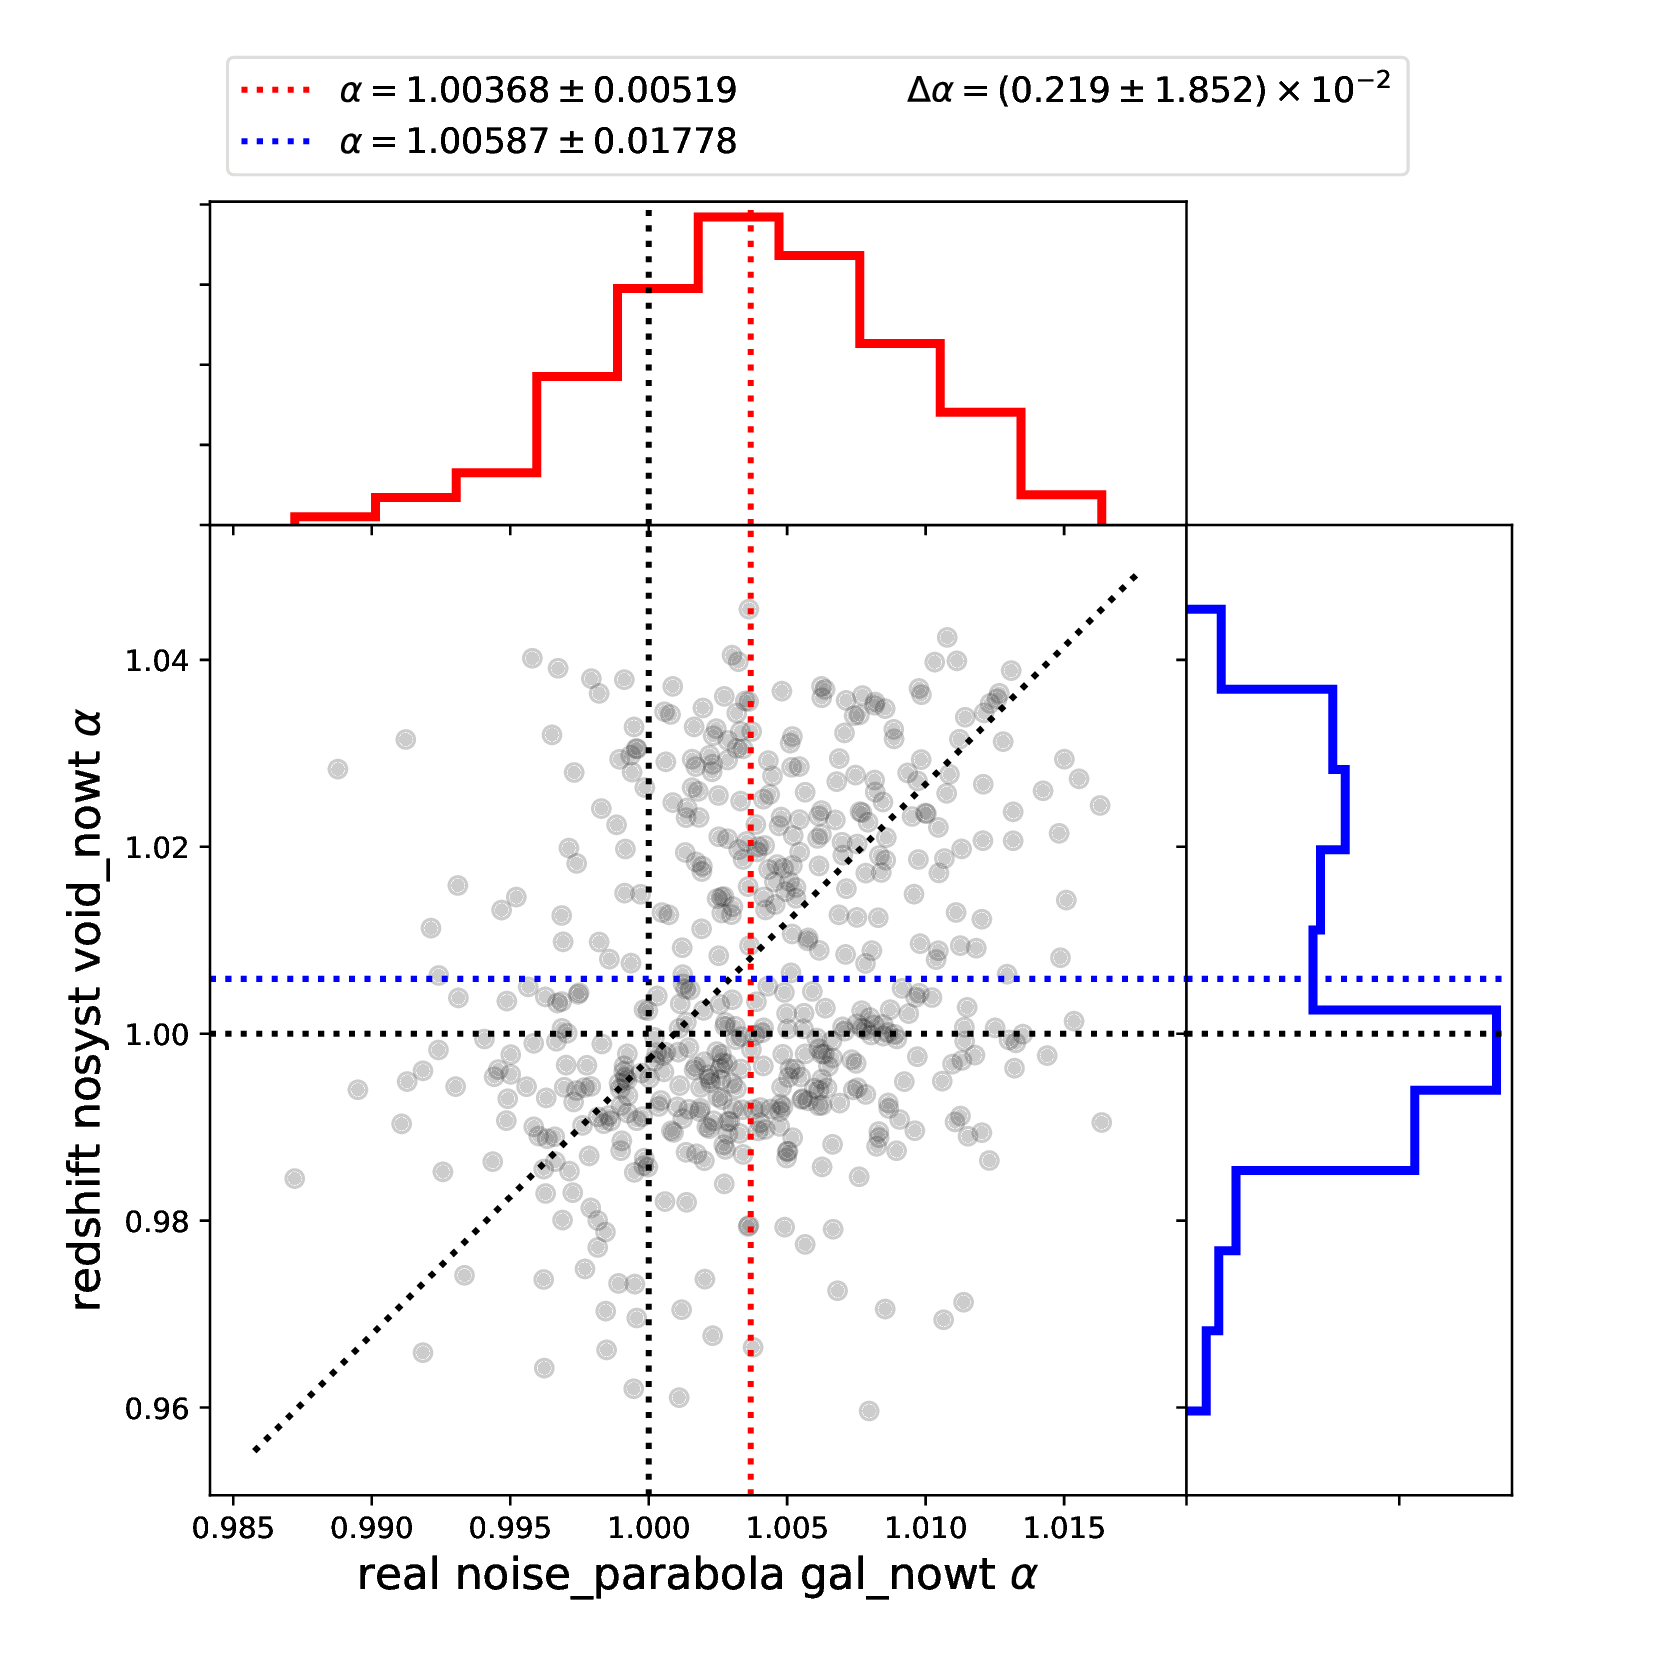 α = 1.00368 ± 0.00519
α = 1.00587 ± 0.01778
Δα = (0.219 ± 1.852) × 10⁻²
1.04
1.02
1.00
0.98
0.96
redshift nosyst void_nowt α
0.985 0.990 0.995 1.000 1.005 1.010 1.015
real noise_parabola gal_nowt α